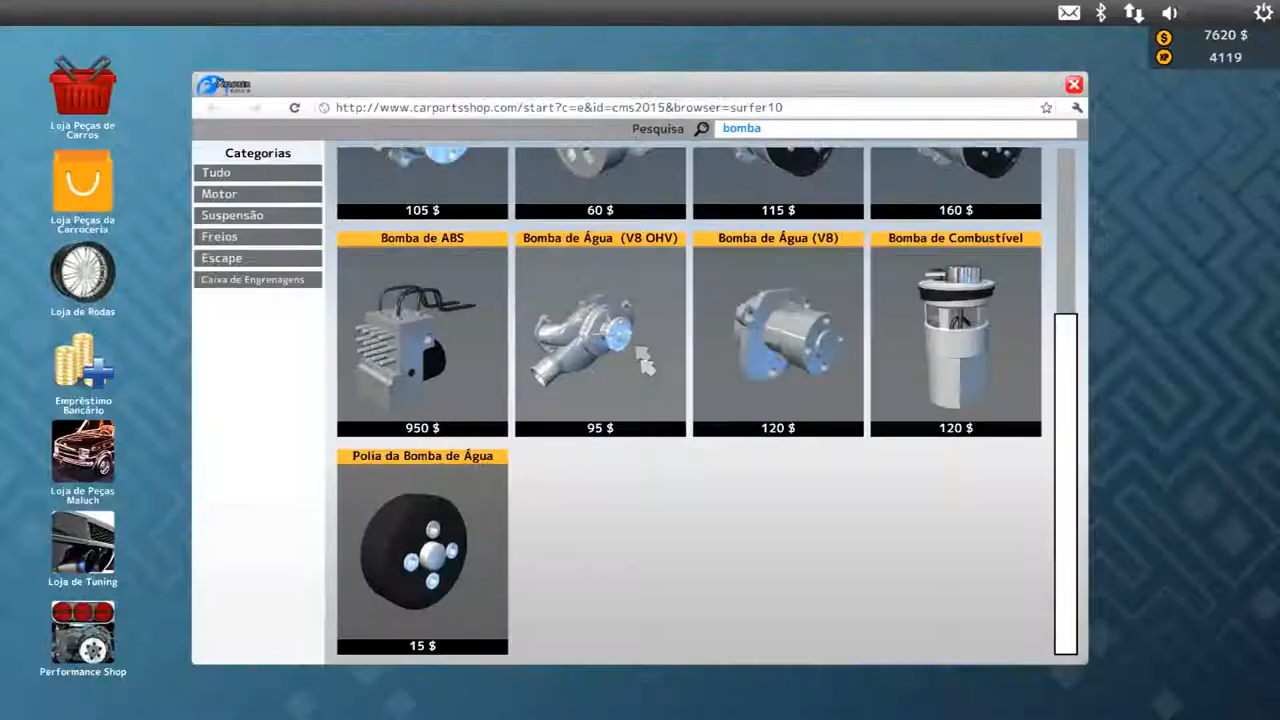 7620 $
4119
http://www.carpartsshop.com/start?c=e&id=cms2015&browser=surfer10
Pesquisa
bomba
Categorias
Tudo
Motor
Suspensão
Freios
Escape
Caixa de Engrenagens
Loja Peças de
Carros
Loja Peças da
Carroceria
Loja de Rodas
Empréstimo
Bancário
Loja de Peças
Maluch
Loja de Tuning
Performance Shop
105 $
60 $
115 $
160 $
Bomba de ABS
Bomba de Água (V8 OHV)
Bomba de Água (V8)
Bomba de Combustível
950 $
95 $
120 $
120 $
Polia da Bomba de Água
15 $